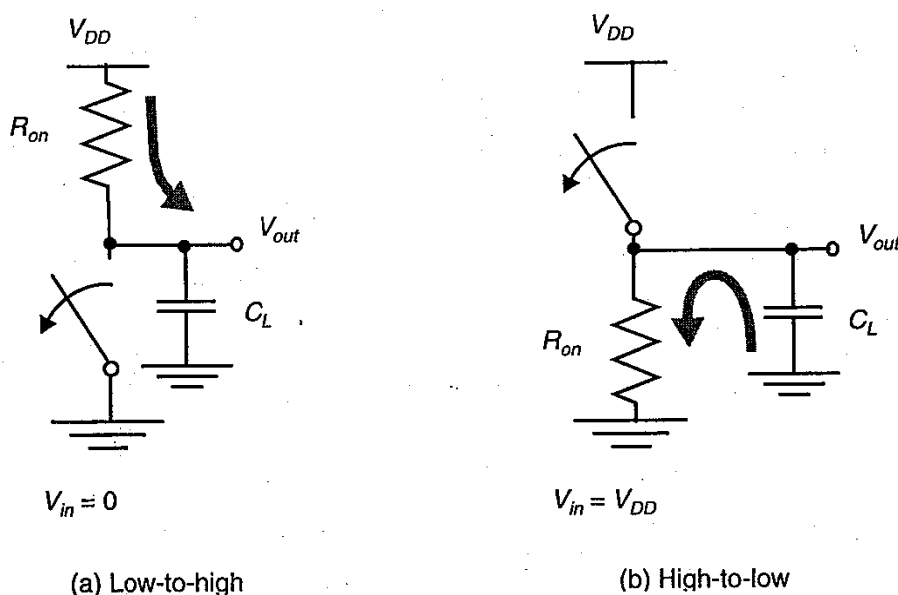 V_DD
R_on
V_out
C_L
V_in = 0
(a) Low-to-high
V_DD
V_out
R_on
C_L
V_in = V_DD
(b) High-to-low